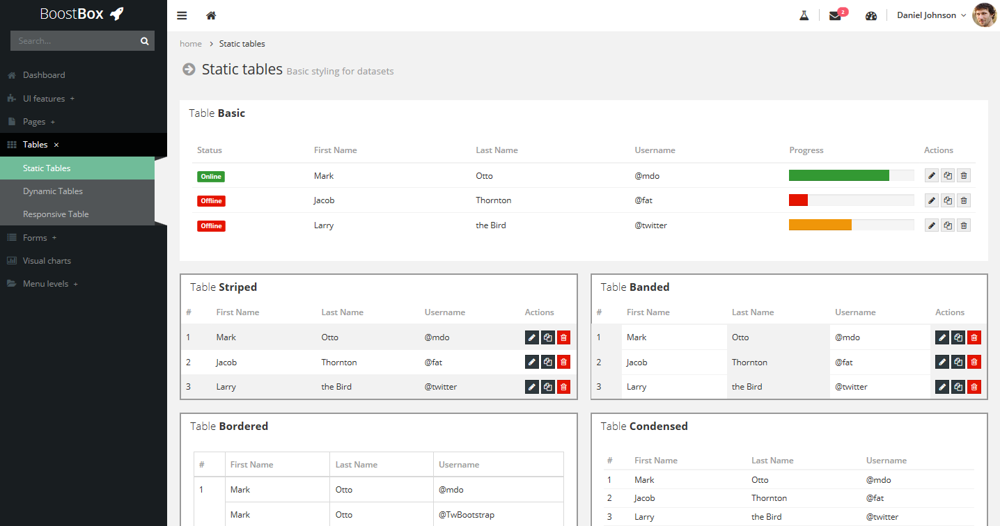 BoostBox
2
Daniel Johnson
Search...
home > Static tables
Static tables Basic styling for datasets
Dashboard
UI features +
Pages +
Tables ×
Static Tables
Dynamic Tables
Responsive Table
Forms +
Visual charts
Menu levels +
Table Basic
Status First Name Last Name Username Progress Actions
Online Mark Otto @mdo
Offline Jacob Thornton @fat
Offline Larry the Bird @twitter
Table Striped
# First Name Last Name Username Actions
1 Mark Otto @mdo
2 Jacob Thornton @fat
3 Larry the Bird @twitter
Table Banded
# First Name Last Name Username Actions
1 Mark Otto @mdo
2 Jacob Thornton @fat
3 Larry the Bird @twitter
Table Bordered
# First Name Last Name Username
1 Mark Otto @mdo
Mark Otto @TwBootstrap
Table Condensed
# First Name Last Name Username
1 Mark Otto @mdo
2 Jacob Thornton @fat
3 Larry the Bird @twitter